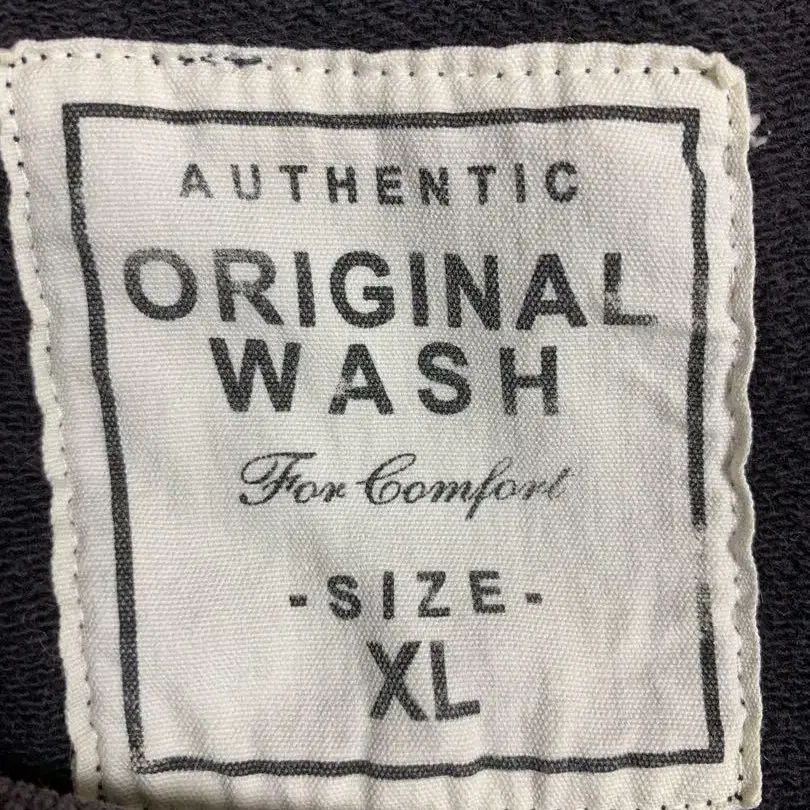 AUTHENTIC
ORIGINAL
WASH
For Comfort
-SIZE-
XL